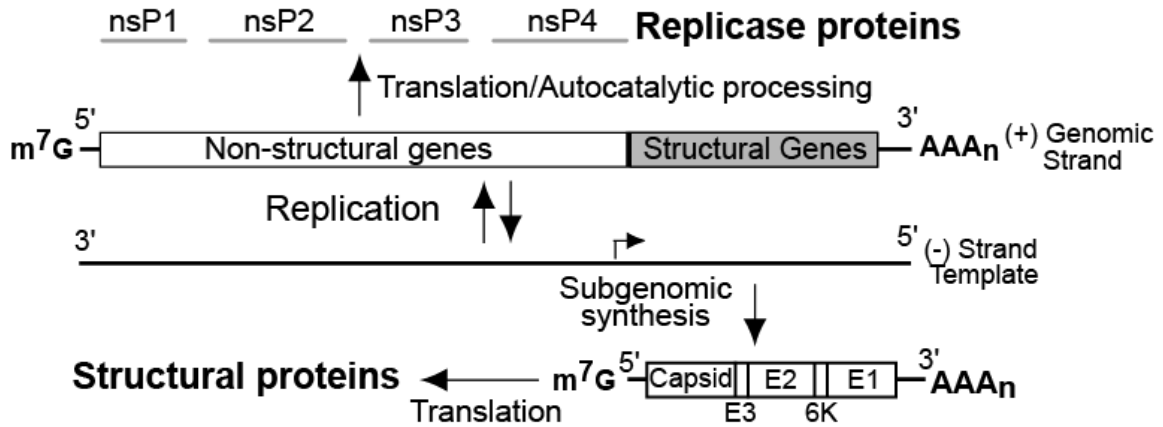 nsP1 nsP2 nsP3 nsP4 Replicase proteins
Translation/Autocatalytic processing
5' 3'
m⁷G Non-structural genes Structural Genes AAAn (+) Genomic
Strand
Replication
3' 5' (-) Strand
Template
Subgenomic
synthesis
Structural proteins m⁷G 5' Capsid E2 E1 3' AAAn
Translation E3 6K